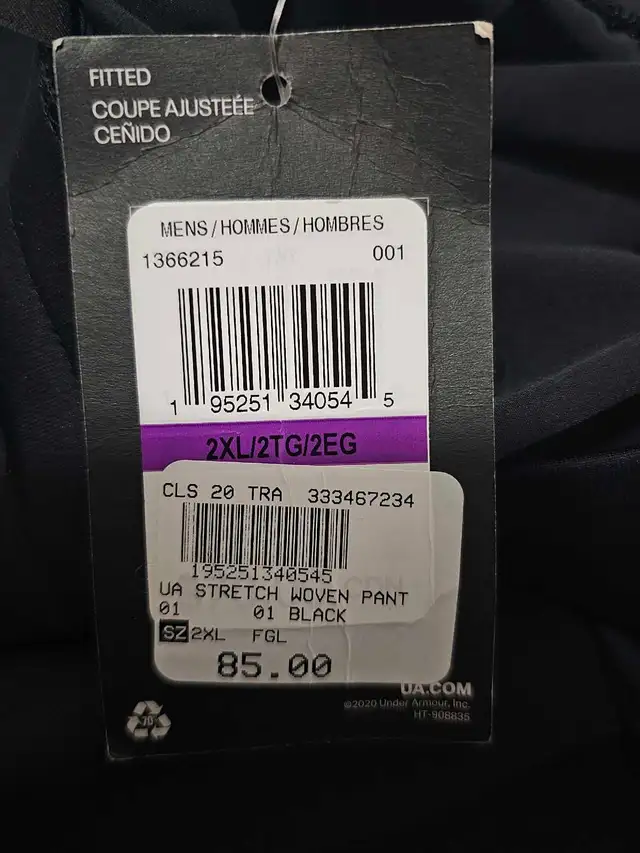 FITTED
COUPE AJUSTEÉE
CEÑIDO
MENS/HOMMES/HOMBRES
1366215 001
1 95251 34054 5
2XL/2TG/2EG
CLS 20 TRA 333467234
195251340545
UA STRETCH WOVEN PANT
01 01 BLACK
SZ 2XL FGL
85.00
UA.COM
©2020 Under Armour, Inc.
HT-908835
70